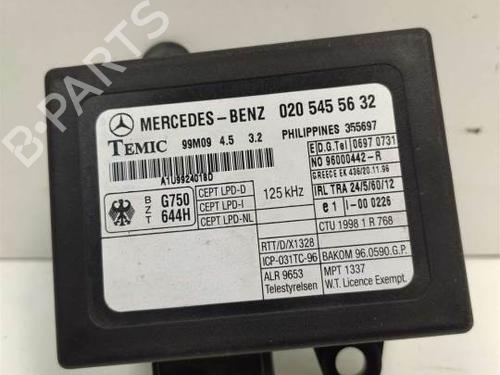 B-PARTS
MERCEDES-BENZ 020 545 56 32
TEMIC 99M09 4.5 3.2 PHILIPPINES 355697
A1U99240180
BZT G750 644H
CEPT LPD-D
CEPT LPD-I
CEPT LPD-NL
125 kHz
E D.G.Tel 0697 0731
NO 96000442-R
GREECE EK 436/20.11.96
IRL TRA 24/5/60/12
e 1 I-00 0226
CTU 1998 1 R 768
RTT/D/X1328
ICP-031TC-96 BAKOM 96.0590.G.P.
ALR 9653 MPT 1337
Telestyrelsen W.T. Licence Exempt.